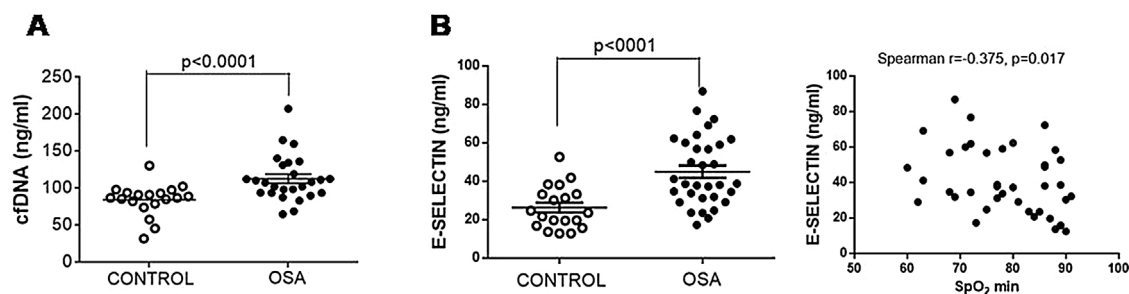 A
p<0.0001
cfDNA (ng/ml)
250
200
150
100
50
0
CONTROL
OSA
B
p<0001
E-SELECTIN (ng/ml)
100
80
60
40
20
0
CONTROL
OSA
Spearman r=-0.375, p=0.017
E-SELECTIN (ng/ml)
100
80
60
40
20
0
50 60 70 80 90 100
SpO₂ min